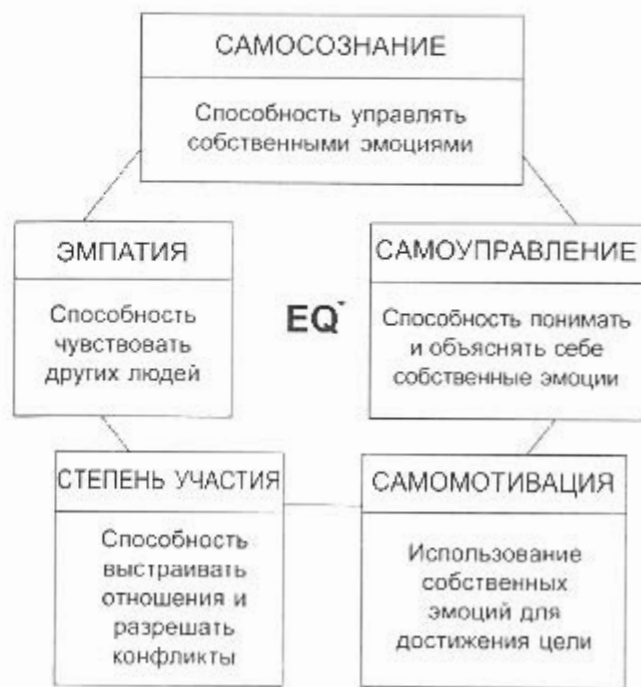 САМОСОЗНАНИЕ
Способность управлять
собственными эмоциями
ЭМПАТИЯ
Способность
чувствовать
других людей
EQ
САМОУПРАВЛЕНИЕ
Способность понимать
и объяснять себе
собственные эмоции
СТЕПЕНЬ УЧАСТИЯ
Способность
выстраивать
отношения и
разрешать
конфликты
САМОМОТИВАЦИЯ
Использование
собственных
эмоций для
достижения цели